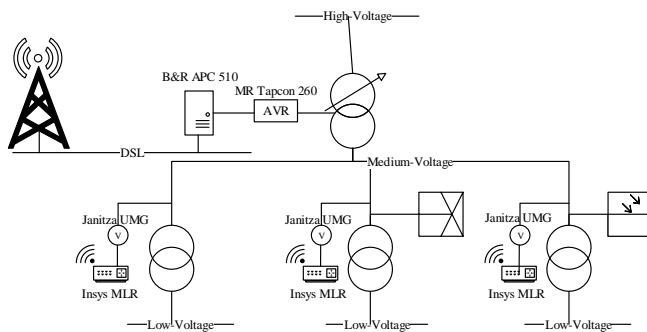 High-Voltage
B&R APC 510
MR Tapcon 260
AVR
DSL
Medium-Voltage
Janitza UMG
V
Insys MLR
Low-Voltage
Janitza UMG
V
Insys MLR
Low-Voltage
Janitza UMG
V
Insys MLR
Low-Voltage